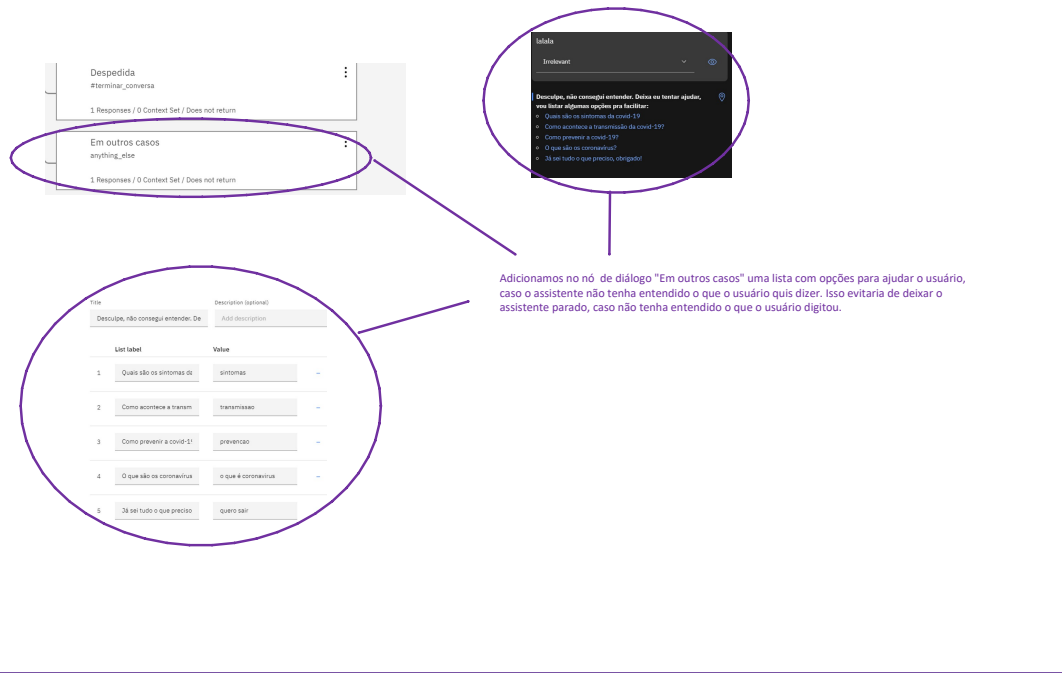 Despedida
#terminar_conversa
1 Responses / 0 Context Set / Does not return
Em outros casos
anything_else
1 Responses / 0 Context Set / Does not return
lalala
Irrelevant
Desculpe, não consegui entender. Deixa eu tentar ajudar,
vou listar algumas opções pra facilitar:
Quais são os sintomas da covid-19
Como acontece a transmissão da covid-19?
Como prevenir a covid-19?
O que são os coronavírus?
Já sei tudo o que preciso, obrigado!
Adicionamos no nó de diálogo "Em outros casos" uma lista com opções para ajudar o usuário,
caso o assistente não tenha entendido o que o usuário quis dizer. Isso evitaria de deixar o
assistente parado, caso não tenha entendido o que o usuário digitou.
Title Description (optional)
Desculpe, não consegui entender. De Add description
List label Value
1 Quais são os sintomas da sintomas
2 Como acontece a transm transmissao
3 Como prevenir a covid-1 prevencao
4 O que são os coronavírus o que é coronavirus
5 Já sei tudo o que preciso quero sair